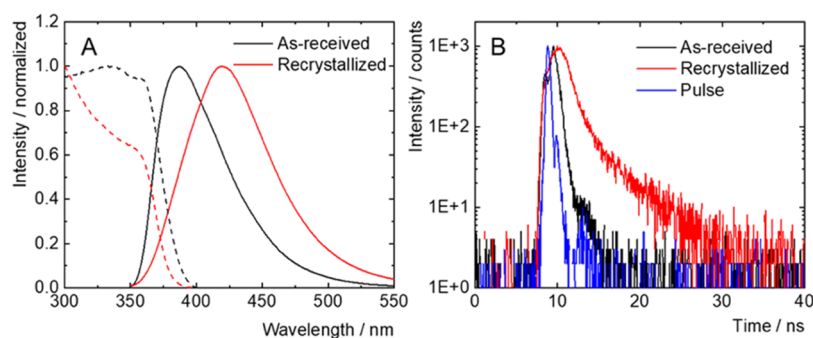 A
As-received
Recrystallized
Intensity / normalized
1.0
0.8
0.6
0.4
0.2
0.0
300
350
400
450
500
550
Wavelength / nm
B
As-received
Recrystallized
Pulse
Intensity / counts
1E+3
1E+2
1E+1
1E+0
0
10
20
30
40
Time / ns